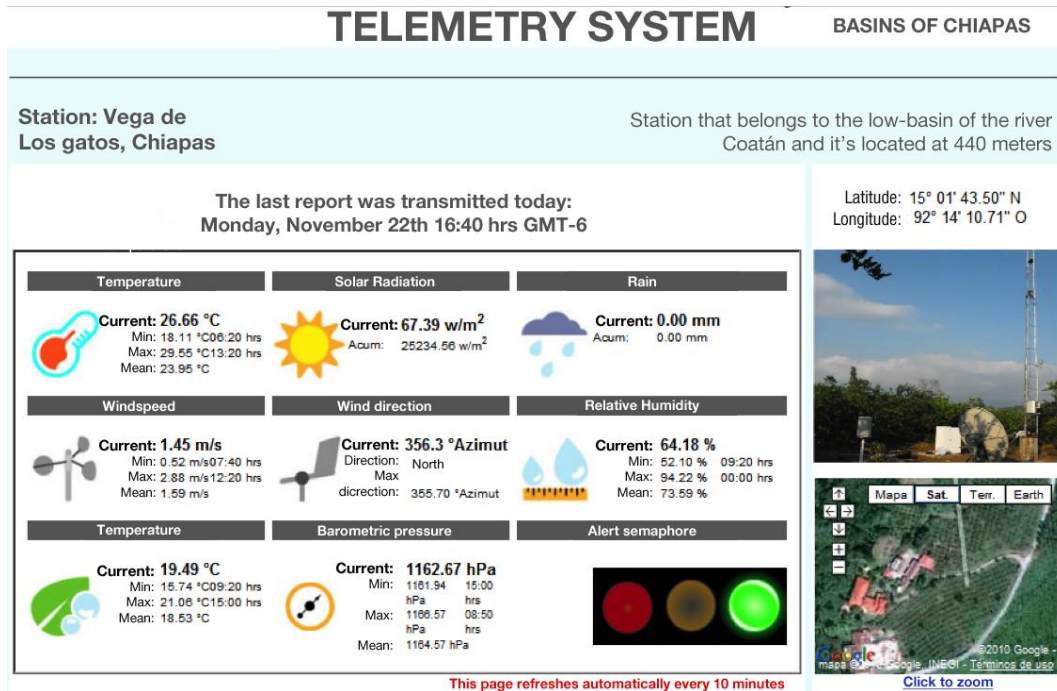 TELEMETRY SYSTEM
BASINS OF CHIAPAS
Station: Vega de
Los gatos, Chiapas
Station that belongs to the low-basin of the river
Coatán and it's located at 440 meters
The last report was transmitted today:
Monday, November 22th 16:40 hrs GMT-6
Latitude: 15° 01' 43.50" N
Longitude: 92° 14' 10.71" O
Temperature
Current: 26.66 °C
Min: 18.11 °C06:20 hrs
Max: 29.55 °C13:20 hrs
Mean: 23.95 °C
Solar Radiation
Current: 67.39 w/m²
Acum: 25234.56 w/m²
Rain
Current: 0.00 mm
Acum: 0.00 mm
Windspeed
Current: 1.45 m/s
Min: 0.52 m/s07:40 hrs
Max: 2.88 m/s12:20 hrs
Mean: 1.59 m/s
Wind direction
Current: 356.3 °Azimut
Direction: North
Max
dicrection: 355.70 °Azimut
Relative Humidity
Current: 64.18 %
Min: 52.10 % 09:20 hrs
Max: 94.22 % 00:00 hrs
Mean: 73.59 %
Temperature
Current: 19.49 °C
Min: 15.74 °C09:20 hrs
Max: 21.06 °C15:00 hrs
Mean: 18.53 °C
Barometric pressure
Current: 1162.67 hPa
Min: 1161.94 15:00
hPa hrs
Max: 1166.57 08:50
hPa hrs
Mean: 1164.57 hPa
Alert semaphore
Mapa Sat. Terr. Earth
Google
©2010 Google -
Google, INEGI - Términos de uso
Click to zoom
This page refreshes automatically every 10 minutes